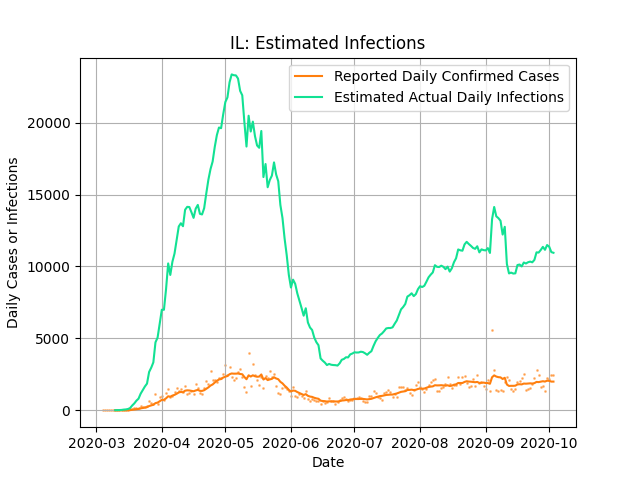 IL: Estimated Infections
Reported Daily Confirmed Cases
Estimated Actual Daily Infections
Daily Cases or Infections
20000
15000
10000
5000
0
2020-03 2020-04 2020-05 2020-06 2020-07 2020-08 2020-09 2020-10
Date